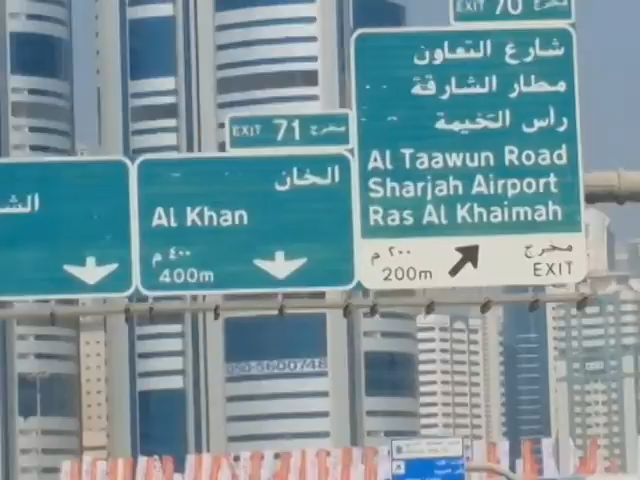 EXIT 70 مخرج
شارع التعاون
مطار الشارقة
رأس الخيمة
Al Taawun Road
Sharjah Airport
Ras Al Khaimah
٢٠٠ م
200m
مخرج
EXIT
EXIT 71 مخرج
الخان
Al Khan
٤٠٠ م
400m
050-5600748